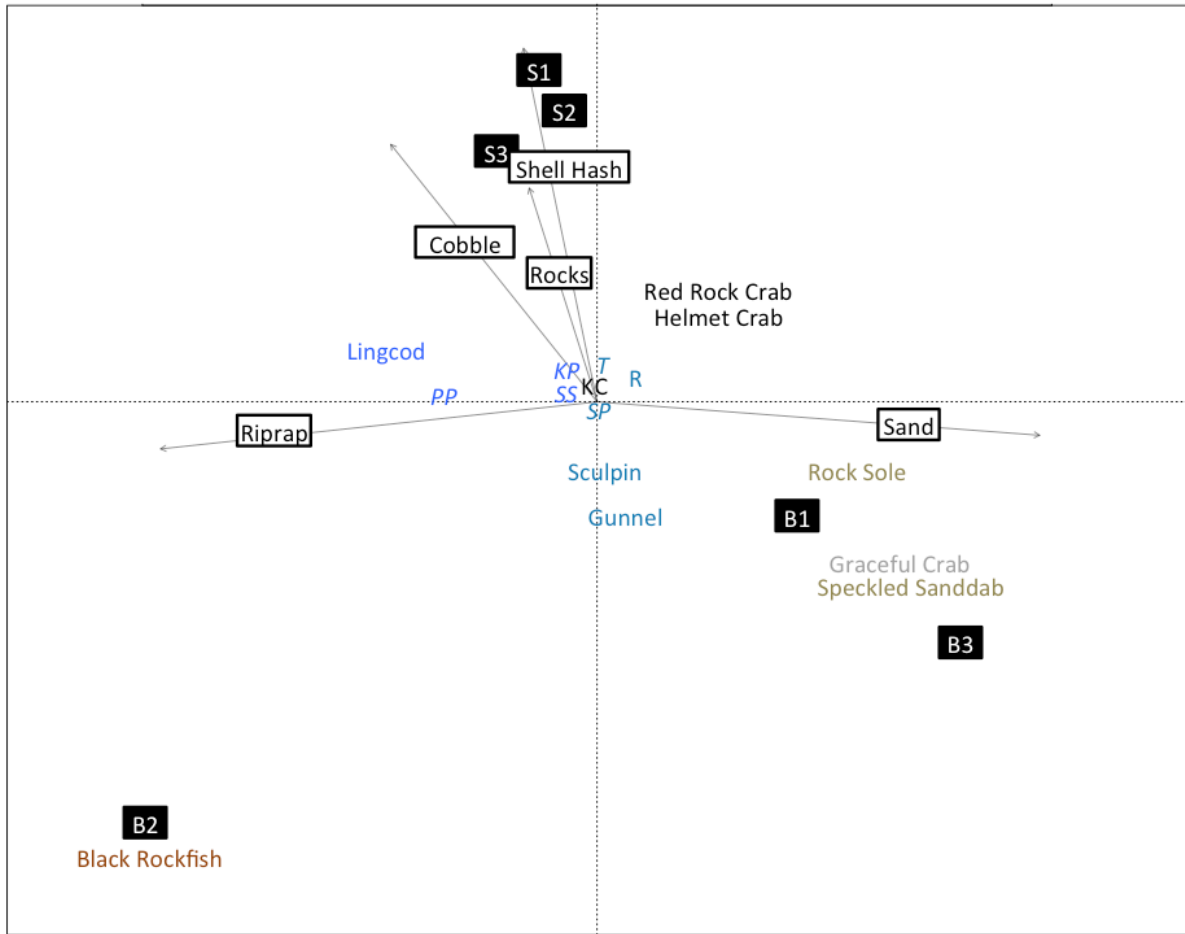 S1
S2
S3
Shell Hash
Cobble
Rocks
Red Rock Crab
Helmet Crab
Lingcod
KP
T
R
KC
PP
SS
SP
Riprap
Sand
Sculpin
Rock Sole
Gunnel
B1
Graceful Crab
Speckled Sanddab
B3
B2
Black Rockfish